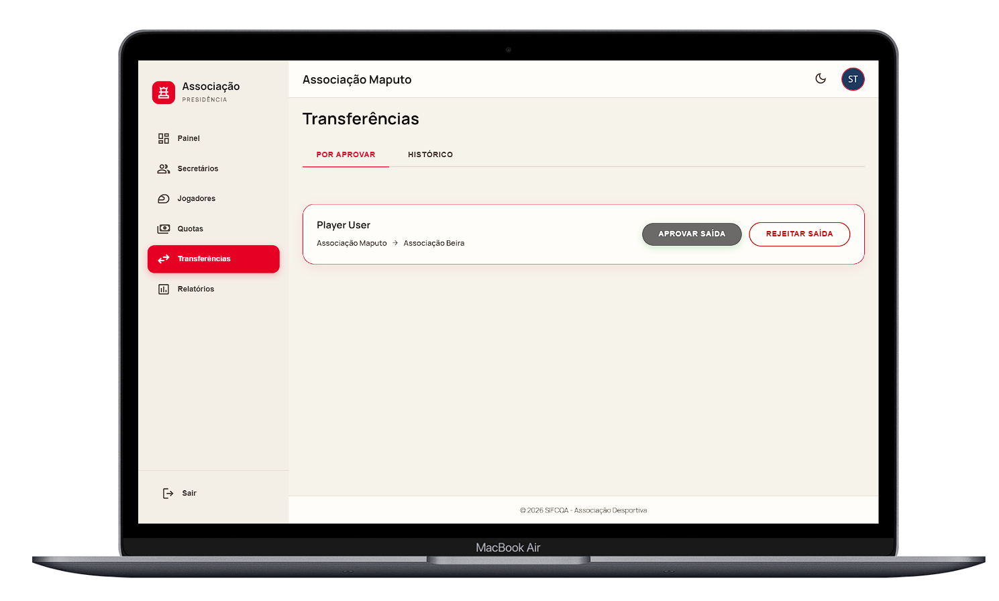 Associação
PRESIDÊNCIA
Painel
Secretários
Jogadores
Quotas
Transferências
Relatórios
Sair
Associação Maputo
ST
Transferências
POR APROVAR
HISTÓRICO
Player User
Associação Maputo → Associação Beira
APROVAR SAÍDA
REJEITAR SAÍDA
© 2026 SIFCQA - Associação Desportiva
MacBook Air